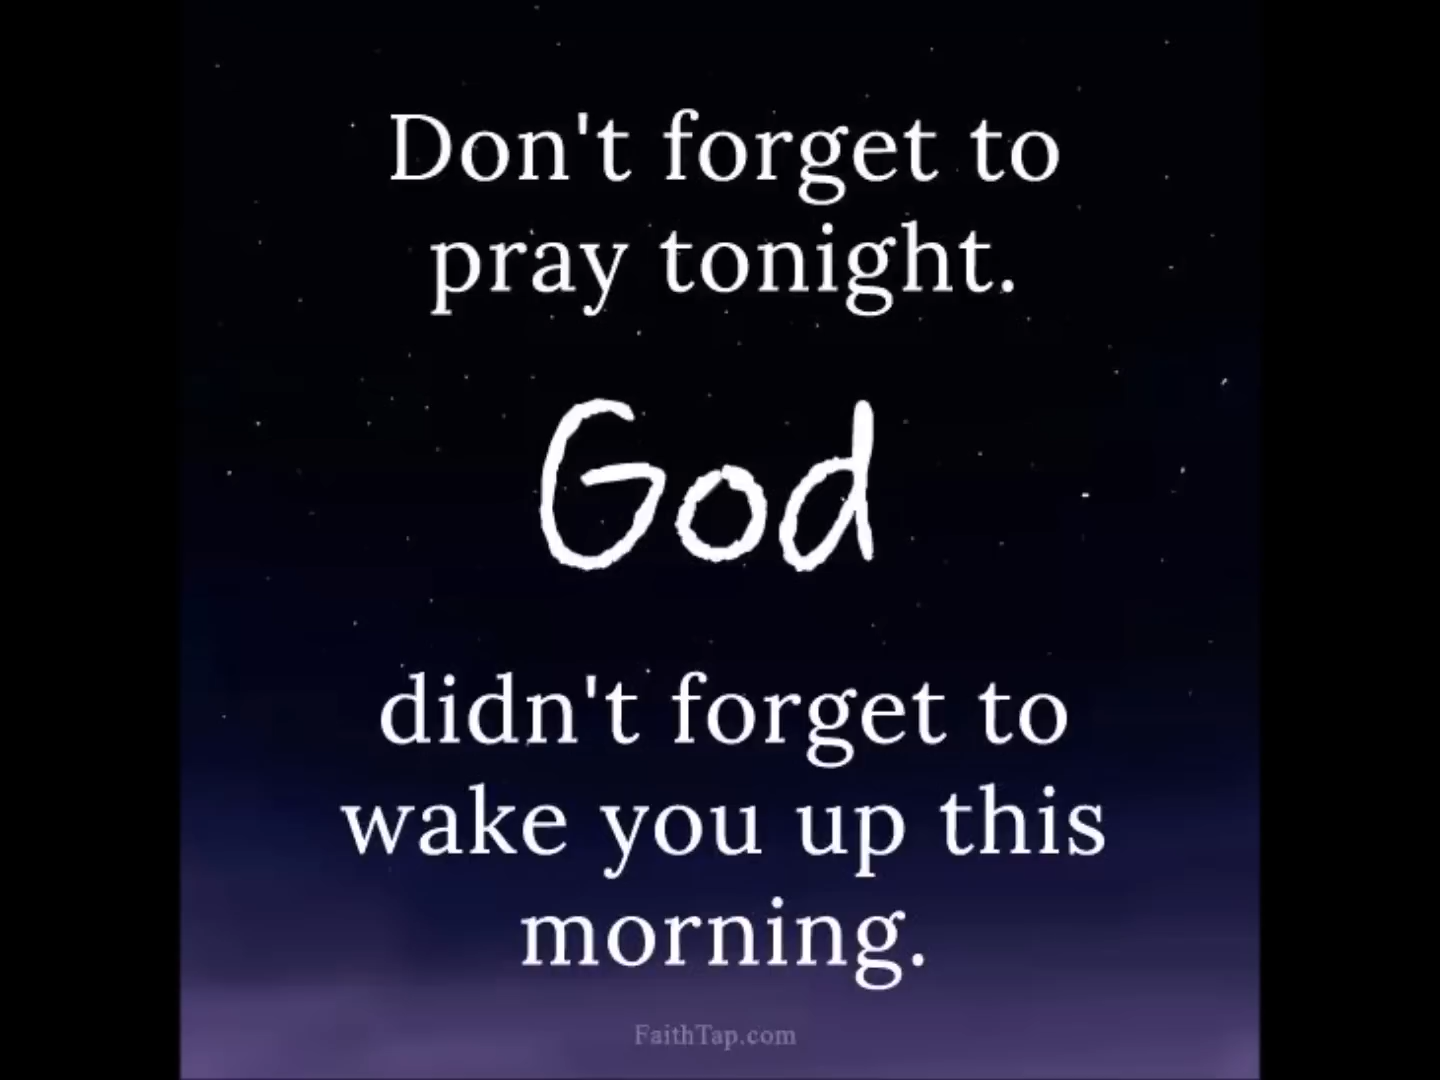 Don't forget to
pray tonight.
God
didn't forget to
wake you up this
morning.
FaithTap.com